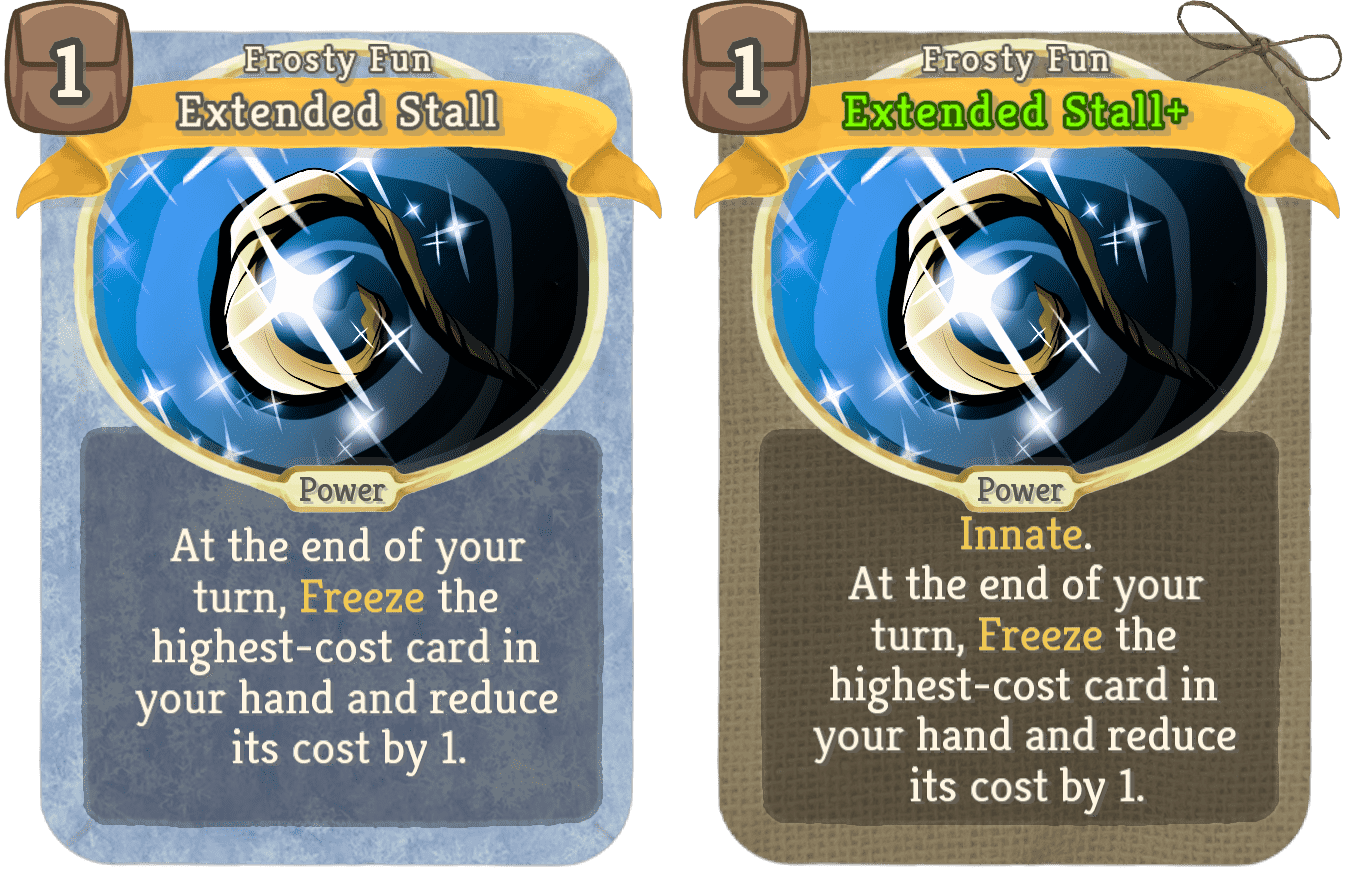 1
Frosty Fun
Extended Stall
Power
At the end of your
turn, Freeze the
highest-cost card in
your hand and reduce
its cost by 1.
1
Frosty Fun
Extended Stall+
Power
Innate.
At the end of your
turn, Freeze the
highest-cost card in
your hand and reduce
its cost by 1.